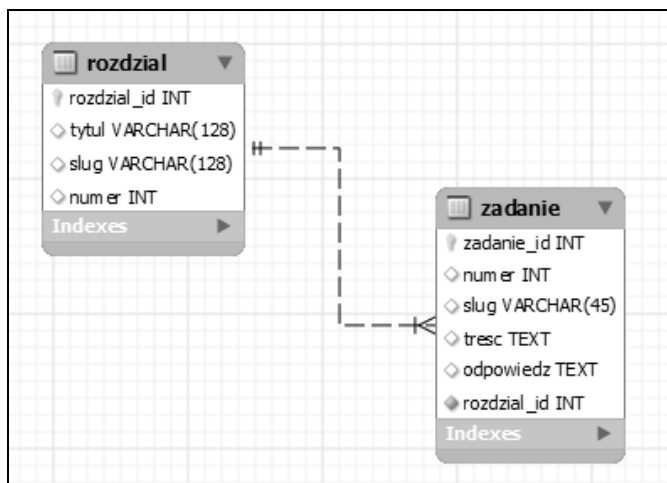 rozdzial
rozdzial_id INT
tytul VARCHAR(128)
slug VARCHAR(128)
numer INT
Indexes
zadanie
zadanie_id INT
numer INT
slug VARCHAR(45)
tresc TEXT
odpowiedz TEXT
rozdzial_id INT
Indexes